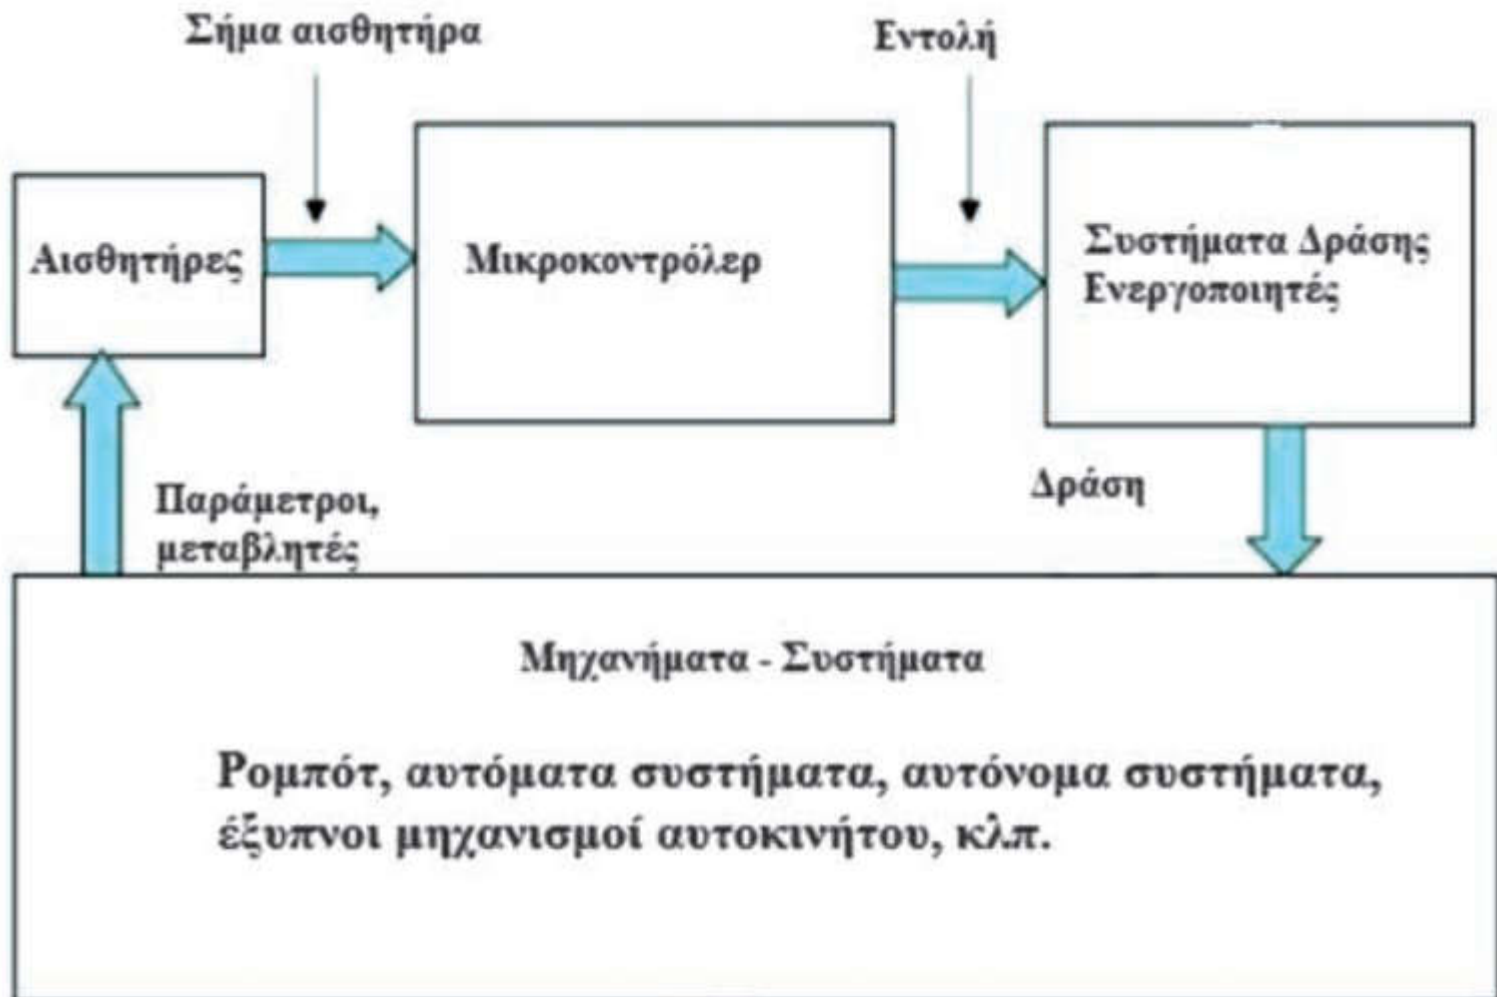 Σήμα αισθητήρα
Εντολή
Αισθητήρες
Μικροκοντρόλερ
Συστήματα Δράσης
Ενεργοποιητές
Παράμετροι,
μεταβλητές
Δράση
Μηχανήματα - Συστήματα
Ρομπότ, αυτόματα συστήματα, αυτόνομα συστήματα,
έξυπνοι μηχανισμοί αυτοκινήτου, κλπ.